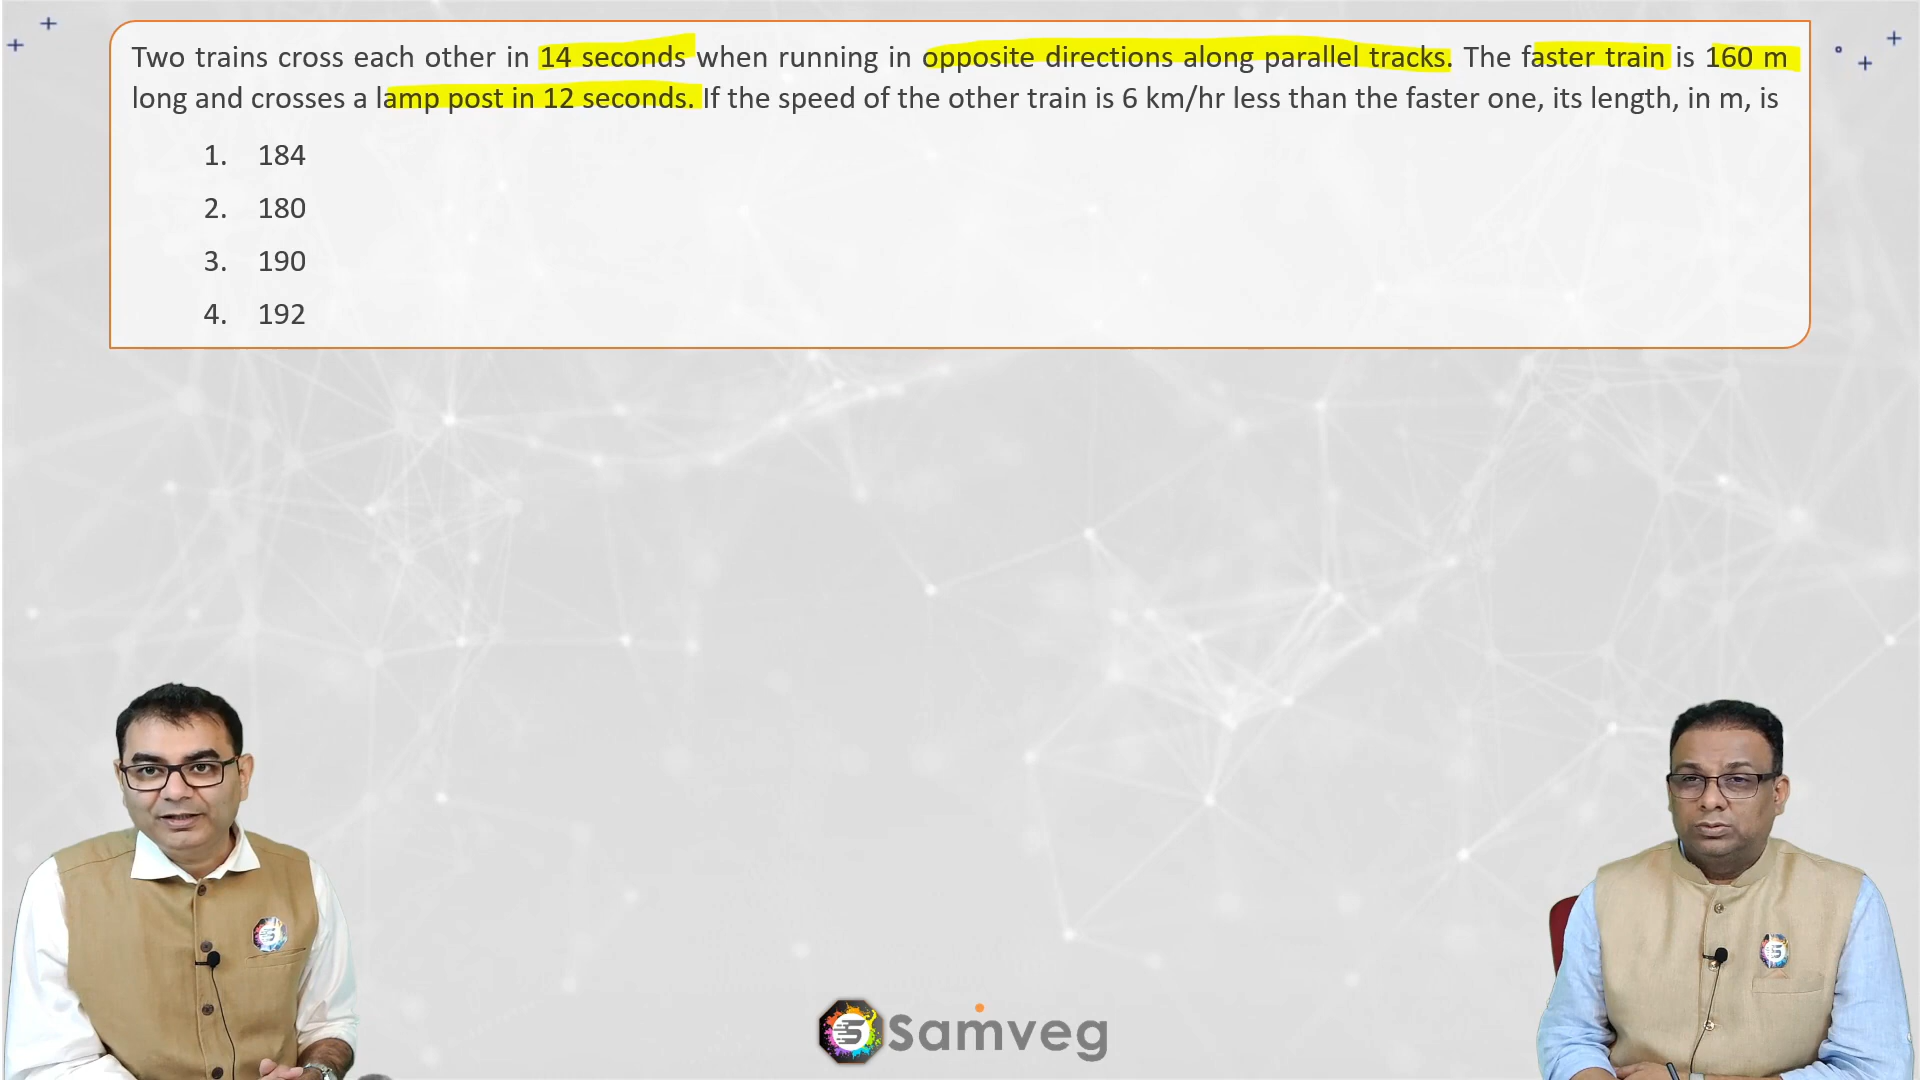 Two trains cross each other in 14 seconds when running in opposite directions along parallel tracks. The faster train is 160 m
long and crosses a lamp post in 12 seconds. If the speed of the other train is 6 km/hr less than the faster one, its length, in m, is
1. 184
2. 180
3. 190
4. 192
Samveg